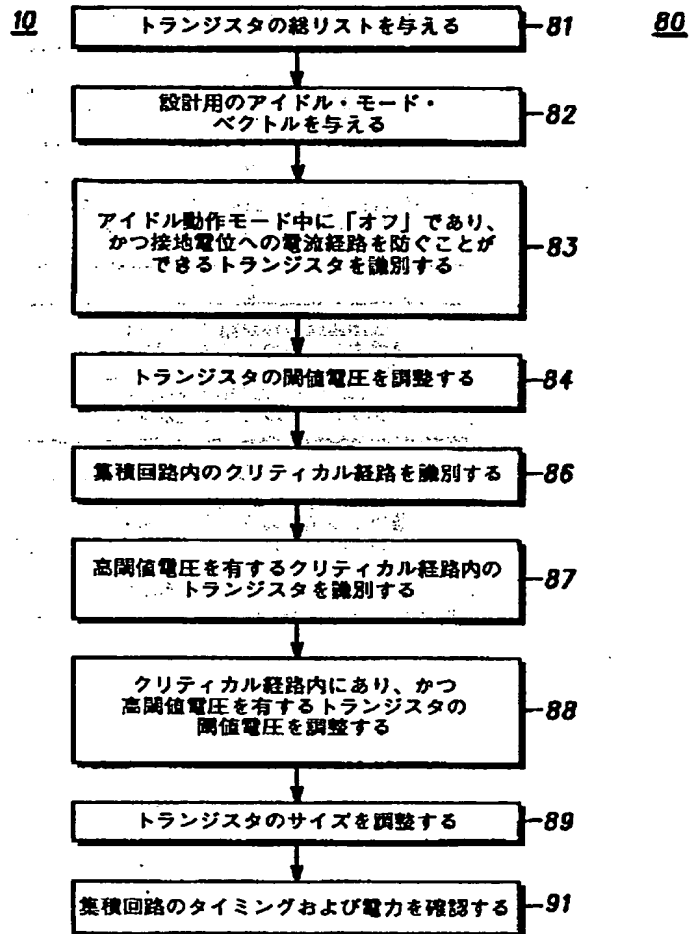 10
80
トランジスタの総リストを与える
81
設計用のアイドル・モード・
ベクトルを与える
82
アイドル動作モード中に「オフ」であり、
かつ接地電位への電流経路を防ぐことが
できるトランジスタを識別する
83
トランジスタの閾値電圧を調整する
84
集積回路内のクリティカル経路を識別する
86
高閾値電圧を有するクリティカル経路内の
トランジスタを識別する
87
クリティカル経路内にあり、かつ
高閾値電圧を有するトランジスタの
閾値電圧を調整する
88
トランジスタのサイズを調整する
89
集積回路のタイミングおよび電力を確認する
91